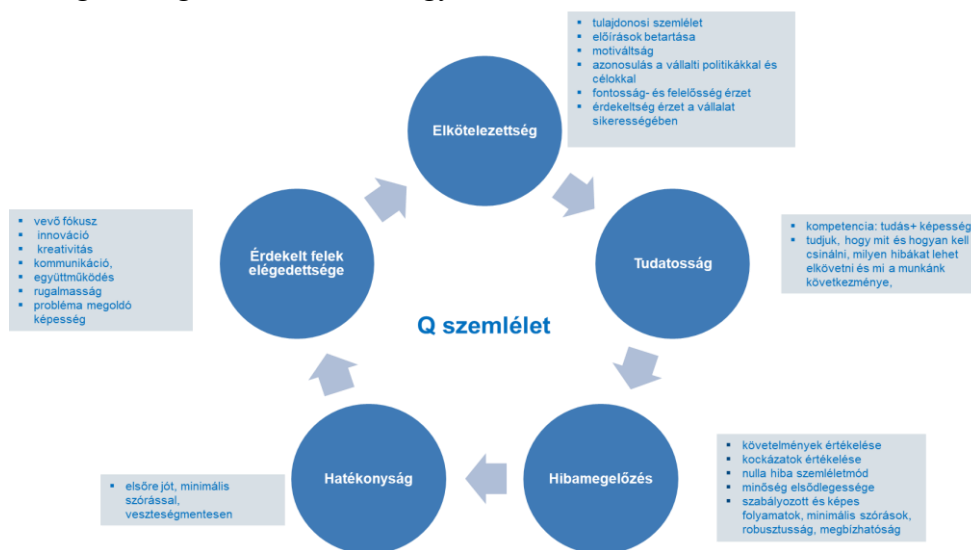 tulajdonosi szemlélet
előírások betartása
motiváltság
azonosulás a vállalti politikákkal és
célokkal
fontosság- és felelősség érzet
érdekeltség érzet a vállalat
sikerességében
Elkötelezettség
vevő fókusz
innováció
kreativitás
kommunikáció,
együttműködés
rugalmasság
probléma megoldó
képesség
Érdekelt felek
elégedettsége
Tudatosság
kompetencia: tudás+ képesség
tudjuk, hogy mit és hogyan kell
csinálni, milyen hibákat lehet
elkövetni és mi a munkánk
következménye,
Q szemlélet
elsőre jót, minimális
szórással,
veszteségmentesen
Hatékonyság
Hibamegelőzés
követelmények értékelése
kockázatok értékelése
nulla hiba szemléletmód
minőség elsődlegessége
szabályozott és képes
folyamatok, minimális szórások,
robusztusság, megbízhatóság